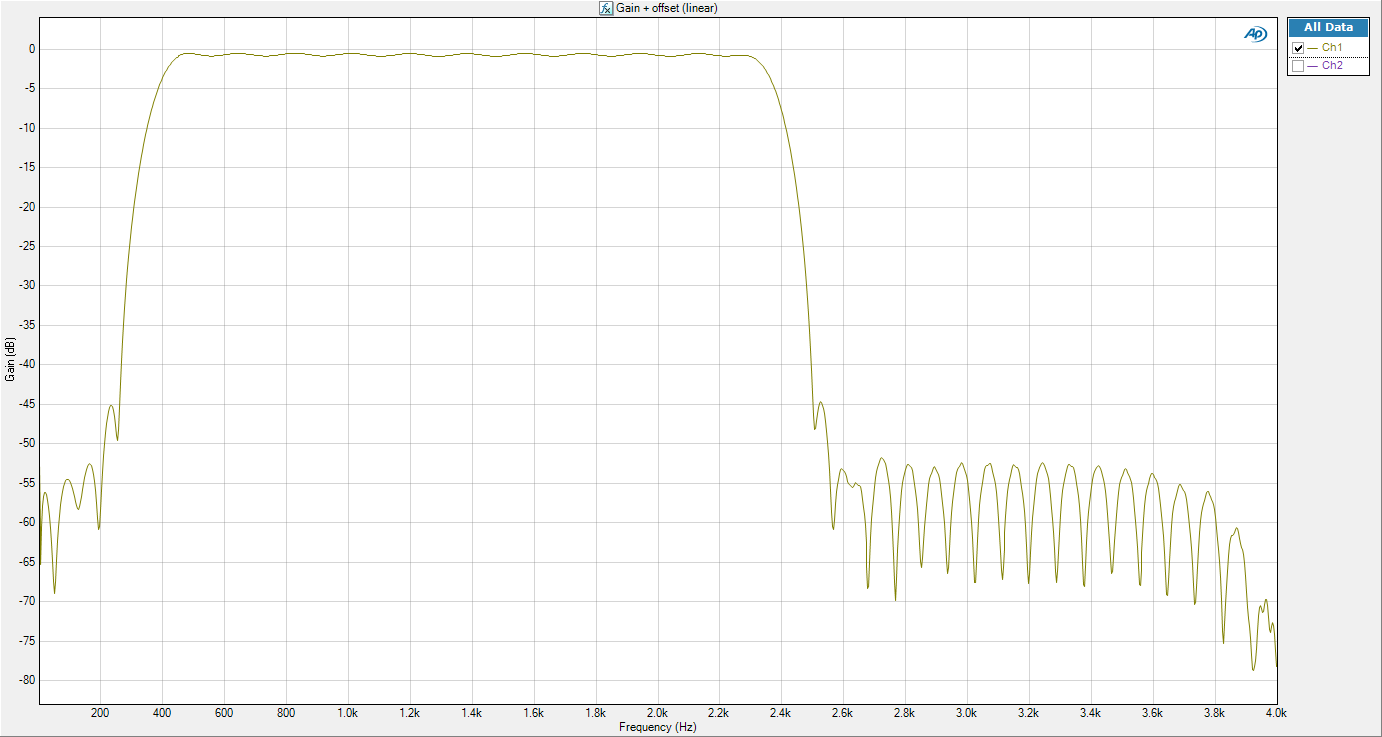 Gain + offset (linear)
AP
All Data
Ch1
Ch2
Gain (dB)
0
-5
-10
-15
-20
-25
-30
-35
-40
-45
-50
-55
-60
-65
-70
-75
-80
200 400 600 800 1.0k 1.2k 1.4k 1.6k 1.8k 2.0k 2.2k 2.4k 2.6k 2.8k 3.0k 3.2k 3.4k 3.6k 3.8k 4.0k
Frequency (Hz)